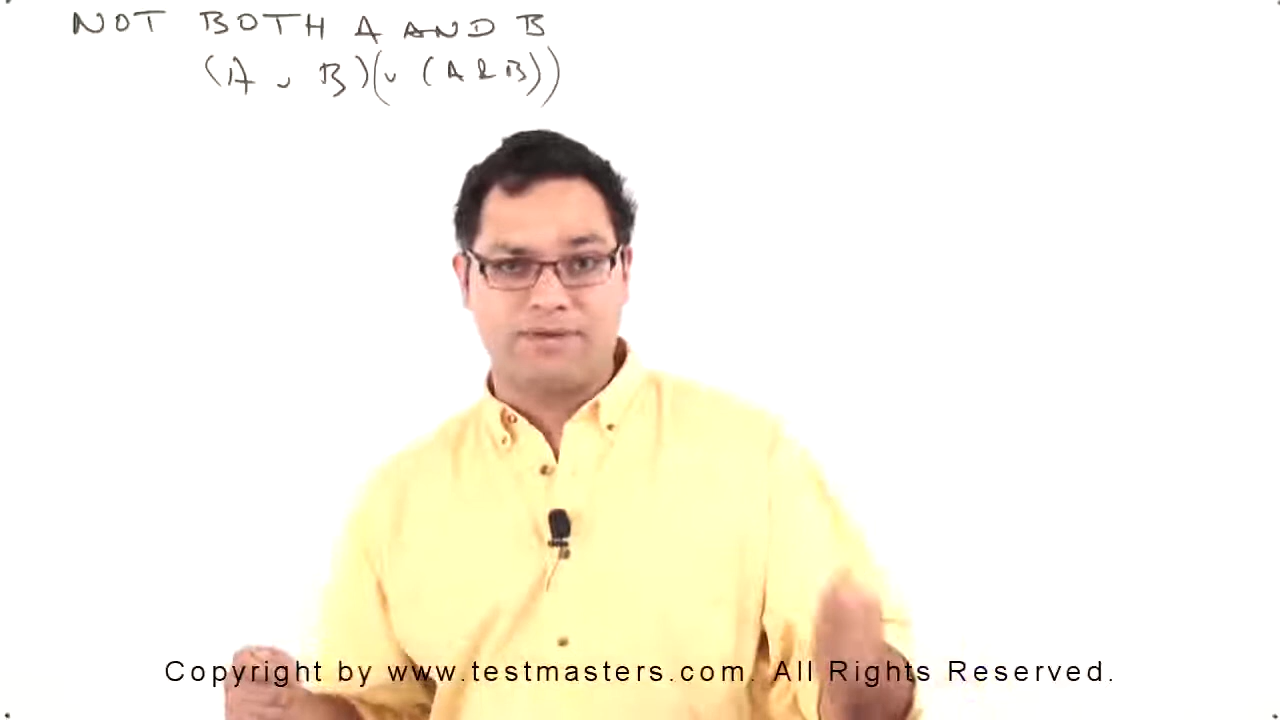 NOT BOTH A AND B
(A ∨ B)(∨ (A & B))
Copyright by www.testmasters.com. All Rights Reserved.